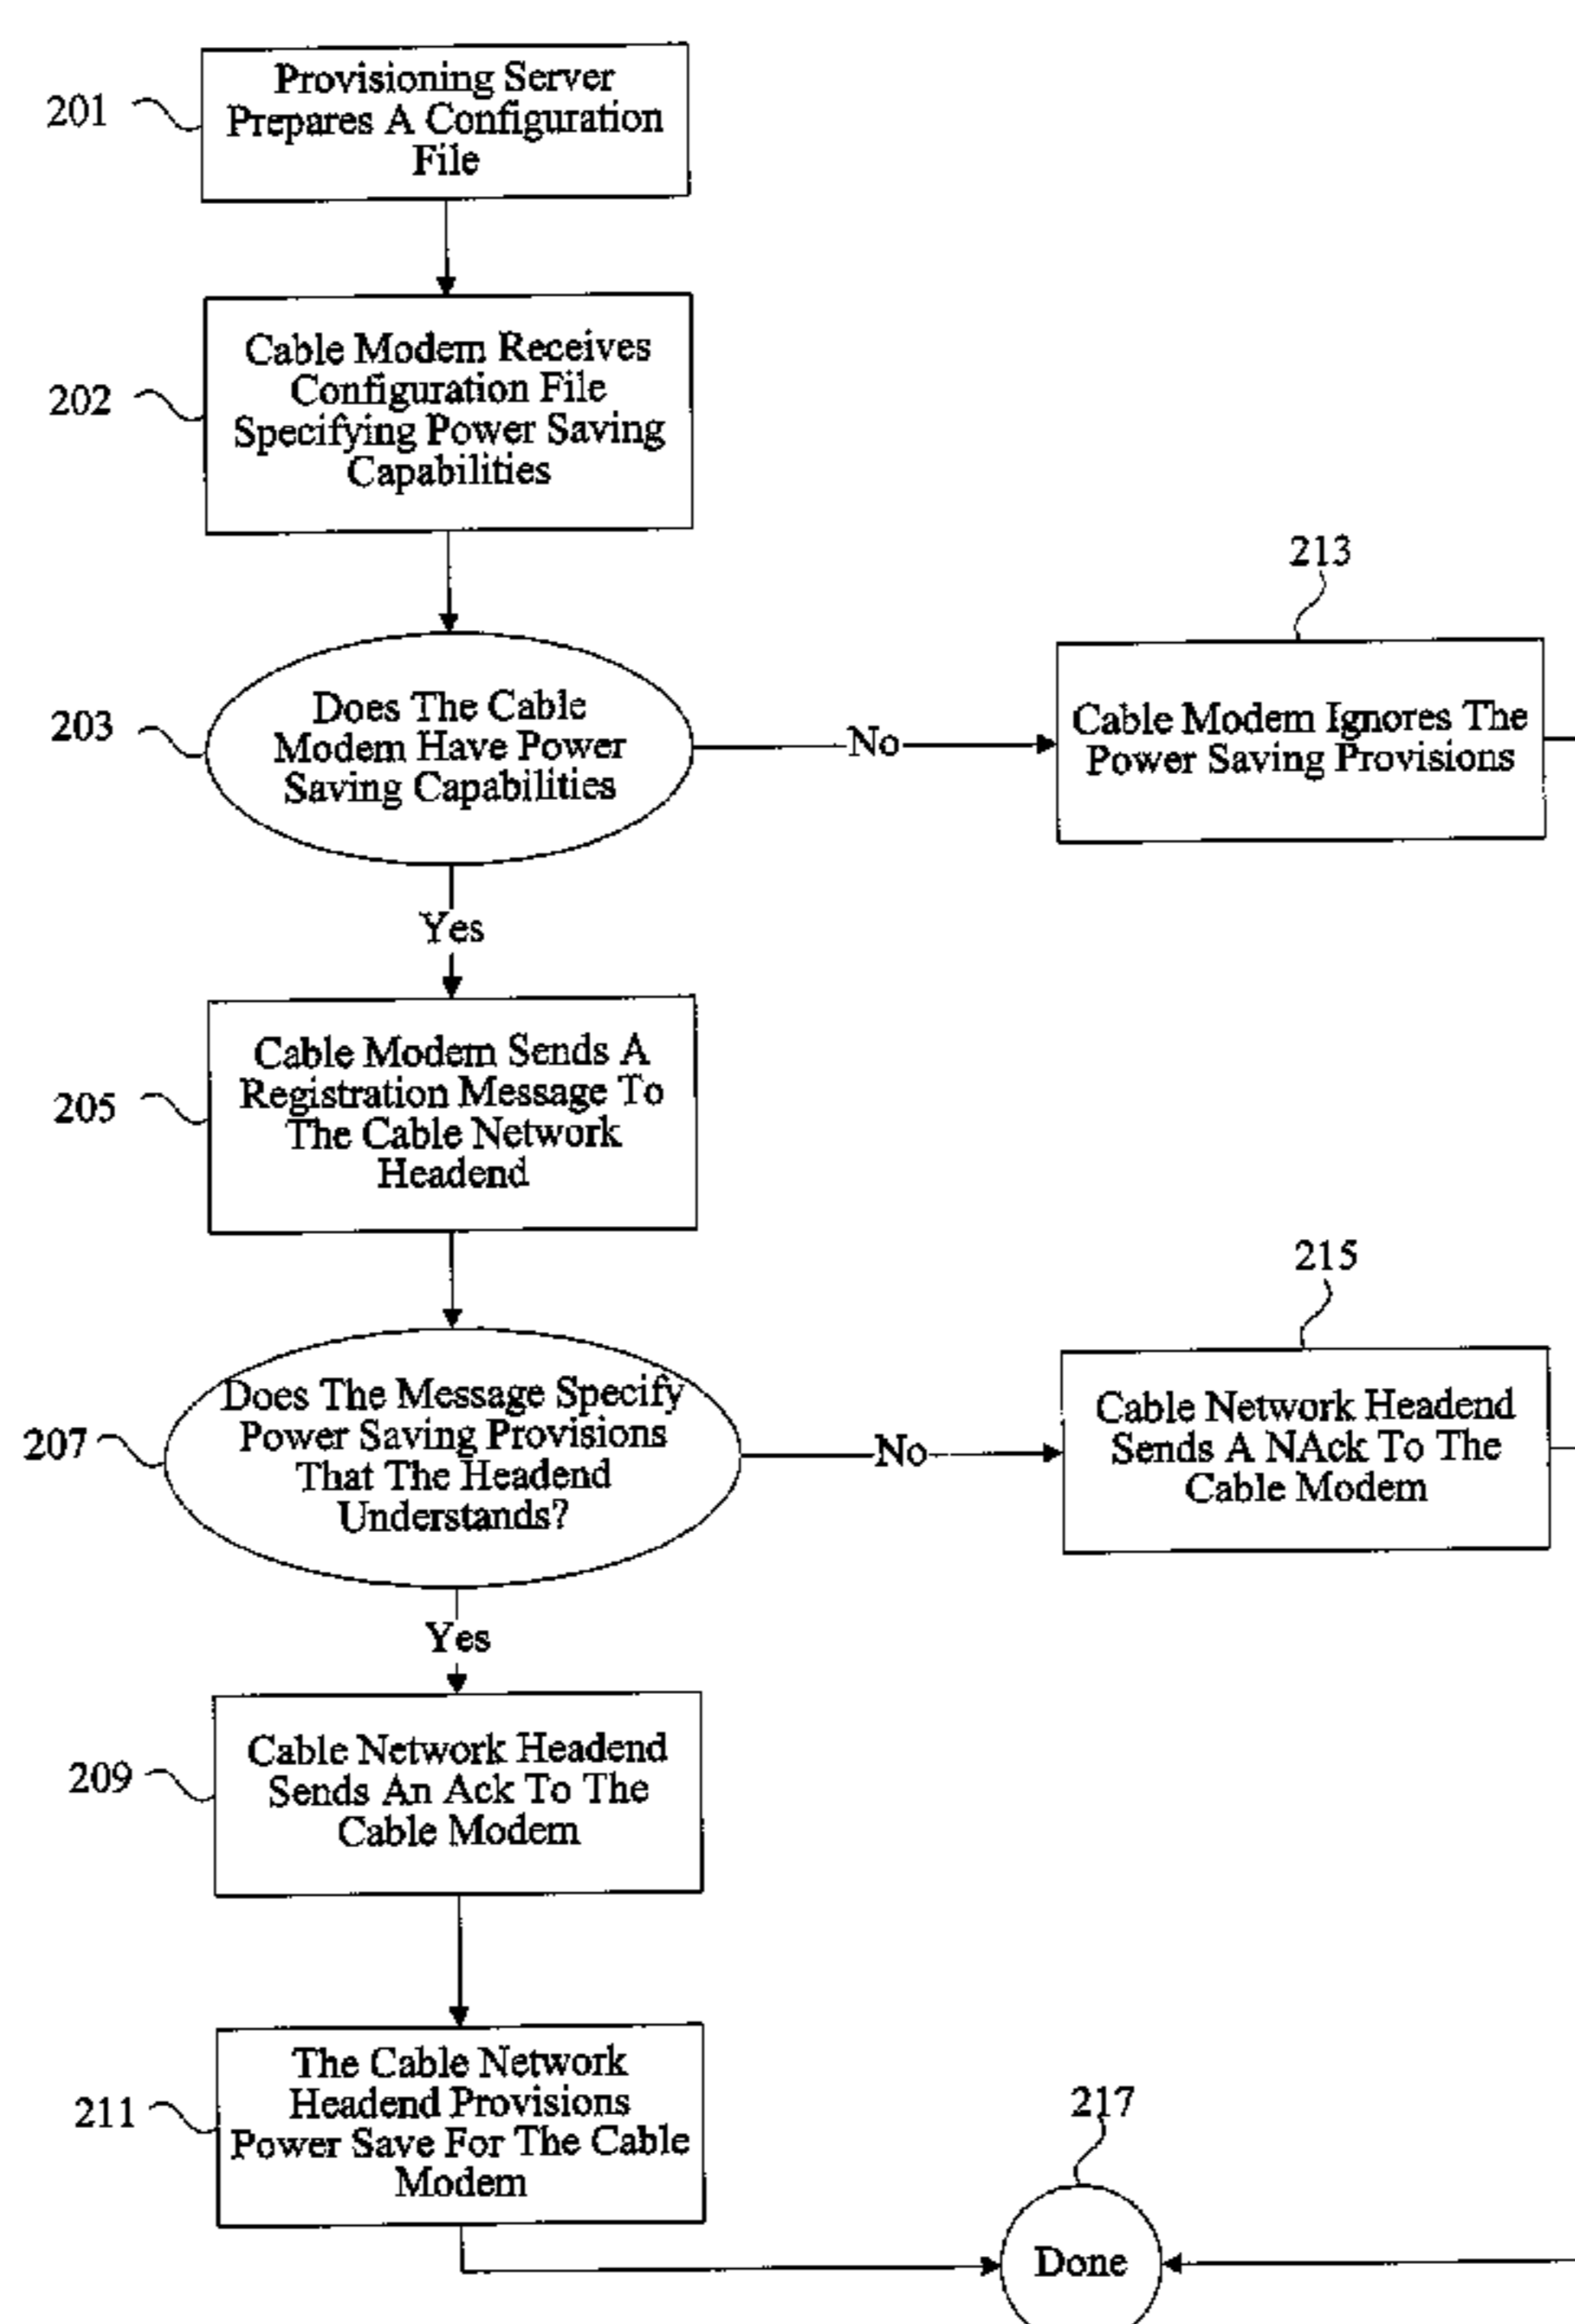 201
Provisioning Server
Prepares A Configuration
File
202
Cable Modem Receives
Configuration File
Specifying Power Saving
Capabilities
213
203
Does The Cable
Modem Have Power
Saving Capabilities
No
Cable Modem Ignores The
Power Saving Provisions
Yes
205
Cable Modem Sends A
Registration Message To
The Cable Network
Headend
215
207
Does The Message Specify
Power Saving Provisions
That The Headend
Understands?
No
Cable Network Headend
Sends A NAck To The
Cable Modem
Yes
209
Cable Network Headend
Sends An Ack To The
Cable Modem
211
The Cable Network
Headend Provisions
Power Save For The Cable
Modem
217
Done